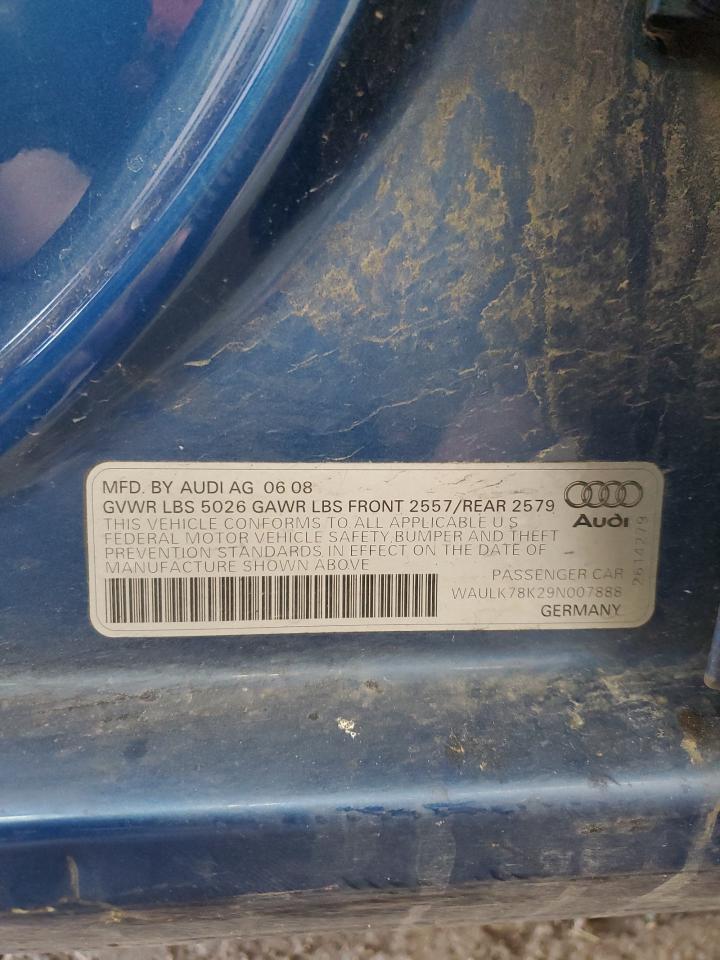 MFD. BY AUDI AG 06 08
GVWR LBS 5026 GAWR LBS FRONT 2557/REAR 2579
THIS VEHICLE CONFORMS TO ALL APPLICABLE U S
FEDERAL MOTOR VEHICLE SAFETY, BUMPER AND THEFT
PREVENTION STANDARDS IN EFFECT ON THE DATE OF
MANUFACTURE SHOWN ABOVE
Audi
2614279
PASSENGER CAR
WAULK78K29N007888
GERMANY